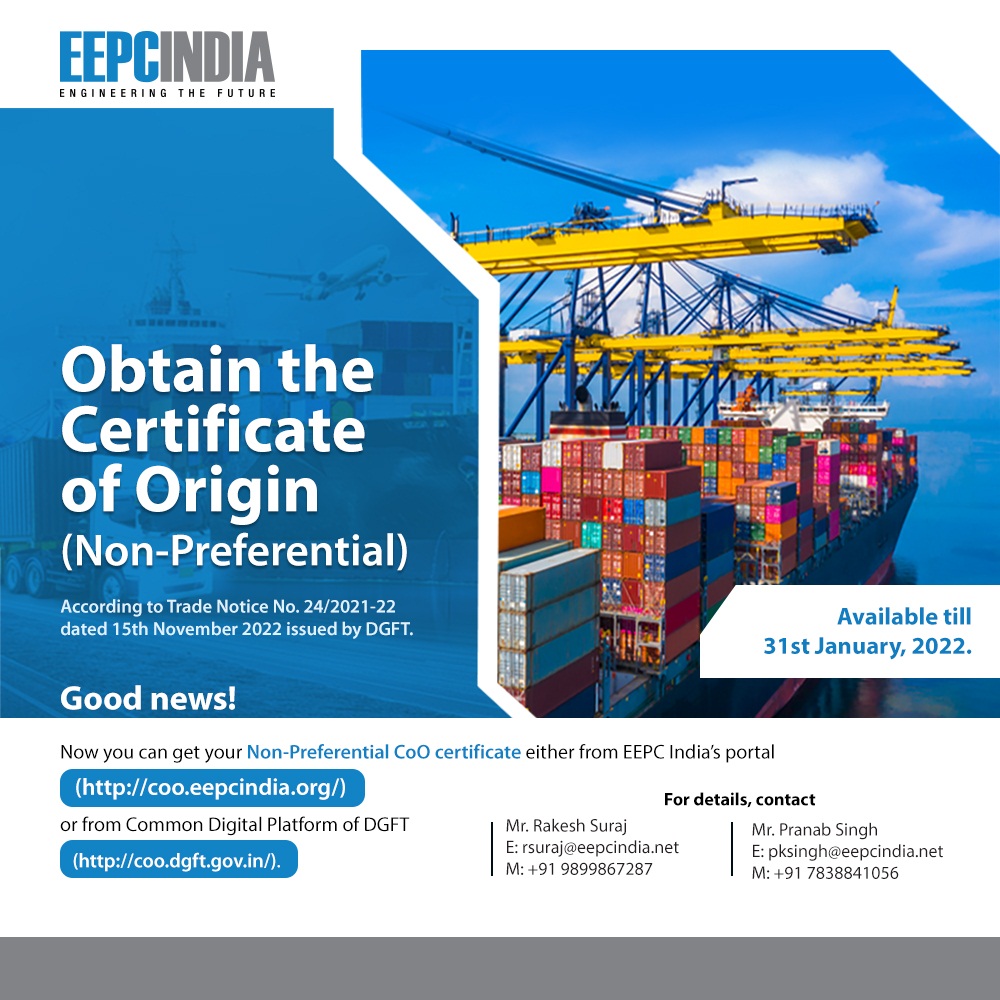 EEPCINDIA
ENGINEERING THE FUTURE
Obtain the
Certificate
of Origin
(Non-Preferential)
According to Trade Notice No. 24/2021-22
dated 15th November 2022 issued by DGFT.
Available till
31st January, 2022.
Good news!
Now you can get your Non-Preferential CoO certificate either from EEPC India's portal
(http://coo.eepcindia.org/)
or from Common Digital Platform of DGFT
(http://coo.dgft.gov.in/).
For details, contact
Mr. Rakesh Suraj
E: rsuraj@eepcindia.net
M: +91 9899867287
Mr. Pranab Singh
E: pksingh@eepcindia.net
M: +91 7838841056